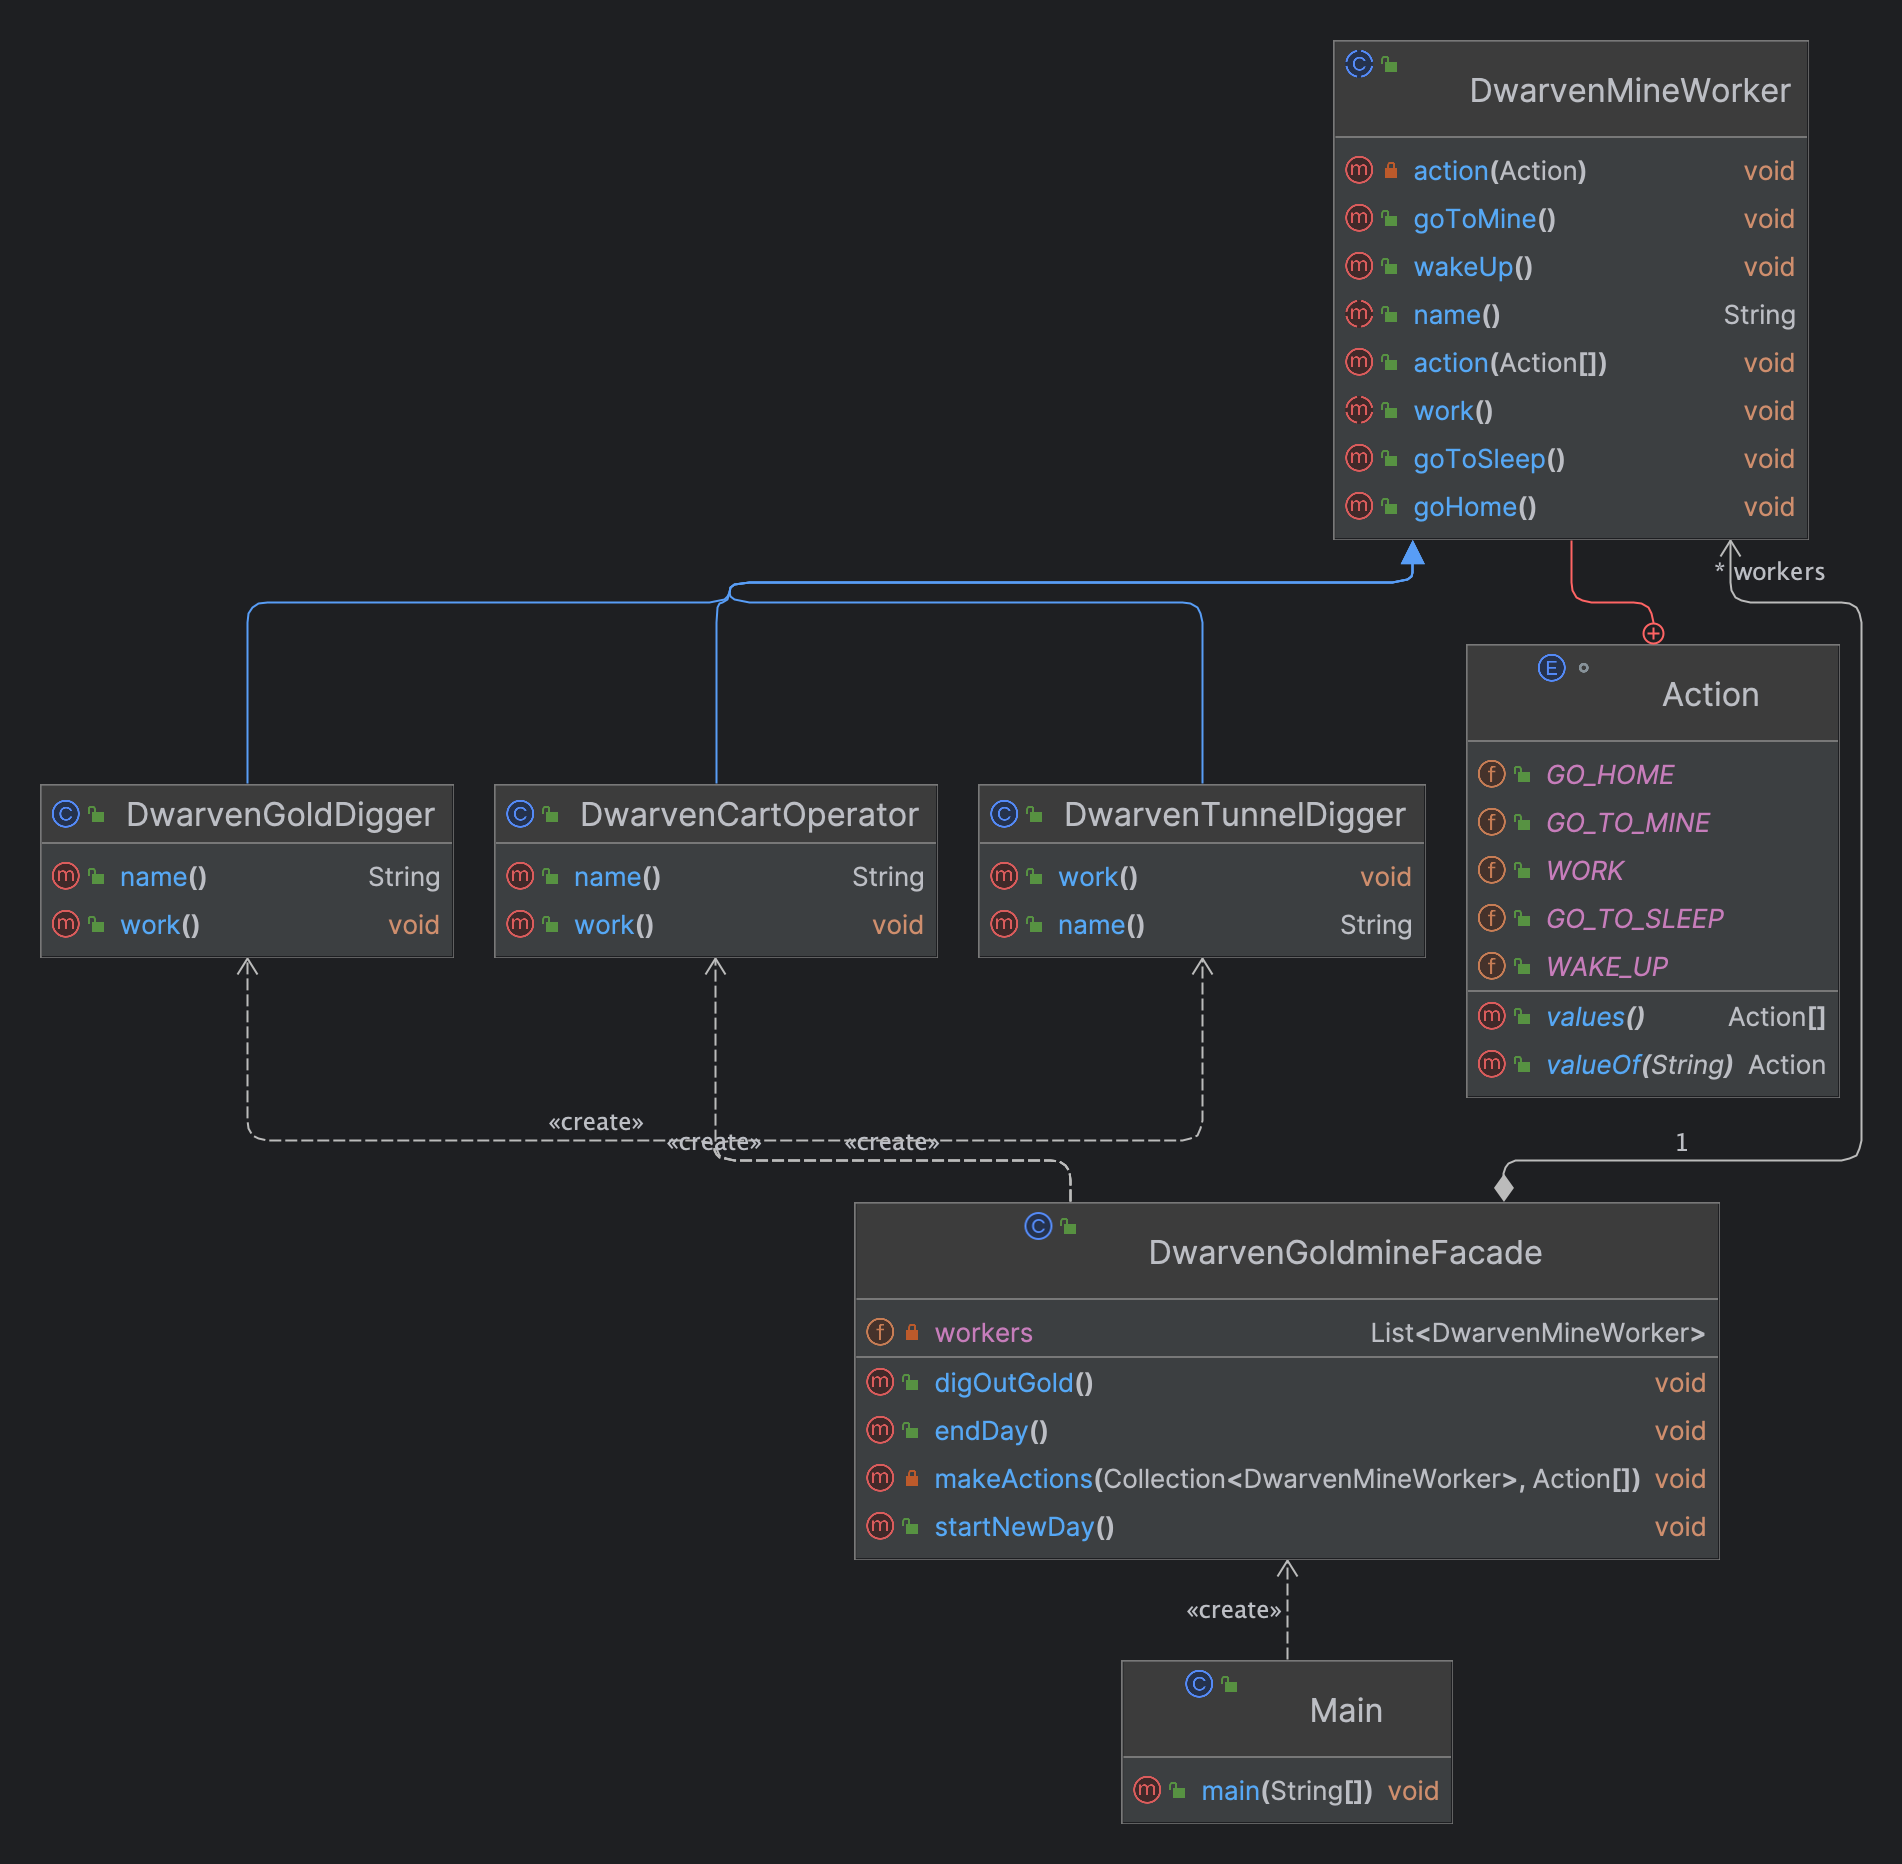 DwarvenMineWorker
action(Action) void
goToMine() void
wakeUp() void
name() String
action(Action[]) void
work() void
goToSleep() void
goHome() void
* workers
Action
GO_HOME
GO_TO_MINE
WORK
GO_TO_SLEEP
WAKE_UP
values() Action[]
valueOf(String) Action
DwarvenGoldDigger
name() String
work() void
DwarvenCartOperator
name() String
work() void
DwarvenTunnelDigger
work() void
name() String
«create»
«create»
«create»
1
DwarvenGoldmineFacade
workers List<DwarvenMineWorker>
digOutGold() void
endDay() void
makeActions(Collection<DwarvenMineWorker>, Action[]) void
startNewDay() void
«create»
Main
main(String[]) void